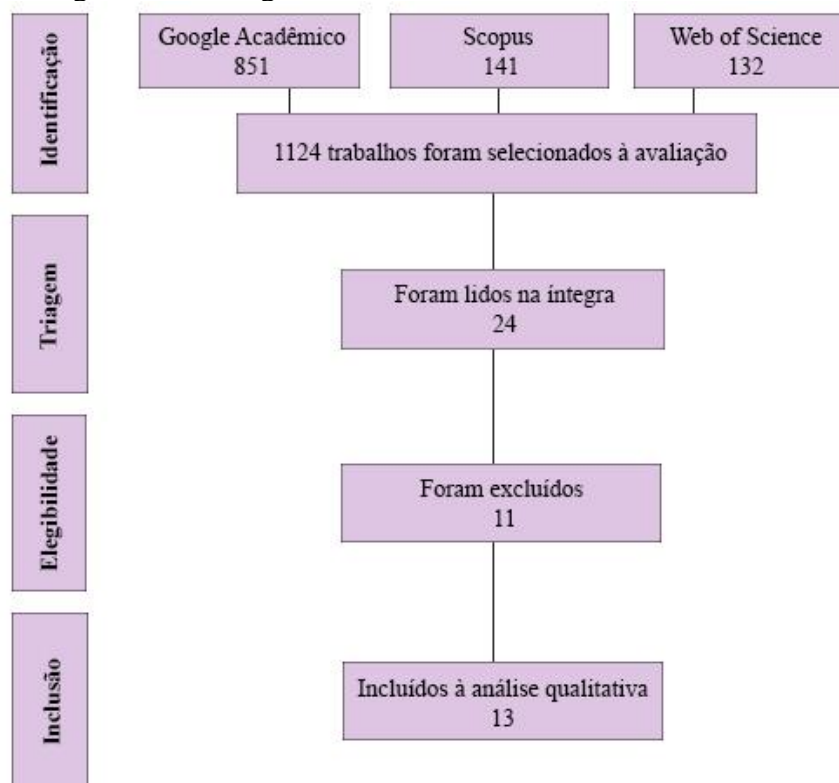 Identificação
Google Acadêmico
851
Scopus
141
Web of Science
132
1124 trabalhos foram selecionados à avaliação
Triagem
Foram lidos na íntegra
24
Elegibilidade
Foram excluídos
11
Inclusão
Incluídos à análise qualitativa
13